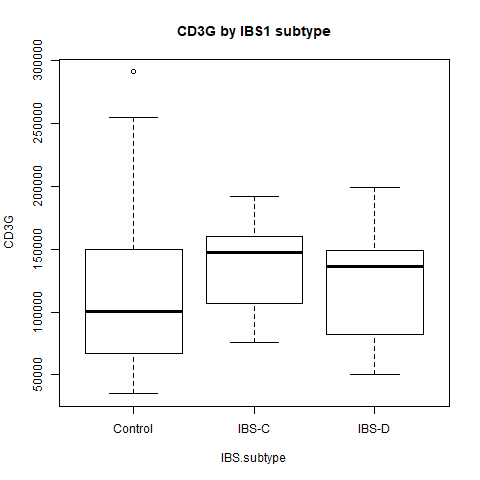 CD3G by IBS1 subtype
300000
250000
200000
150000
100000
50000
CD3G
Control IBS-C IBS-D
IBS.subtype